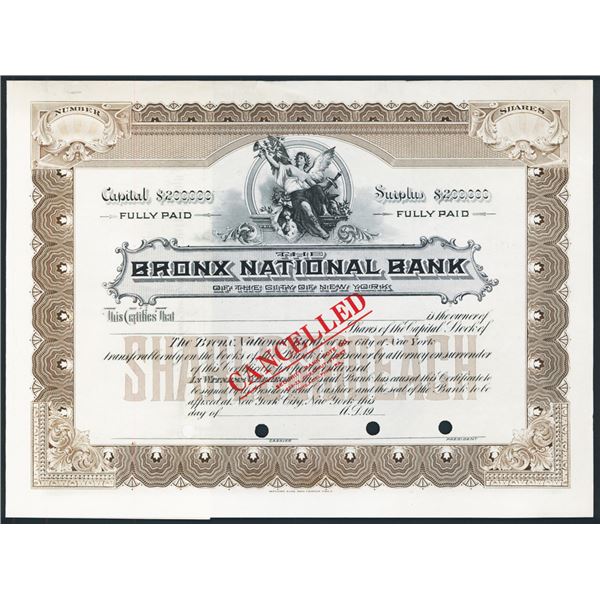 NUMBER
SHARES
Capital $200,000
FULLY PAID
Surplus $200,000
FULLY PAID
THE
BRONX NATIONAL BANK
OF THE CITY OF NEW YORK
This Certifies That
is the owner of
Shares of the Capital Stock of
The Bronx National Bank of the City of New York
transferable only on the books of the Bank in person or by attorney on surrender
of this Certificate
SHARES EACH
In Witness Whereof the said Bank has caused this Certificate to
be signed by its President and Cashier and the seal of the Bank to be
affixed at New York City, New York this
day of A.D. 19
CANCELLED
CASHIER
PRESIDENT